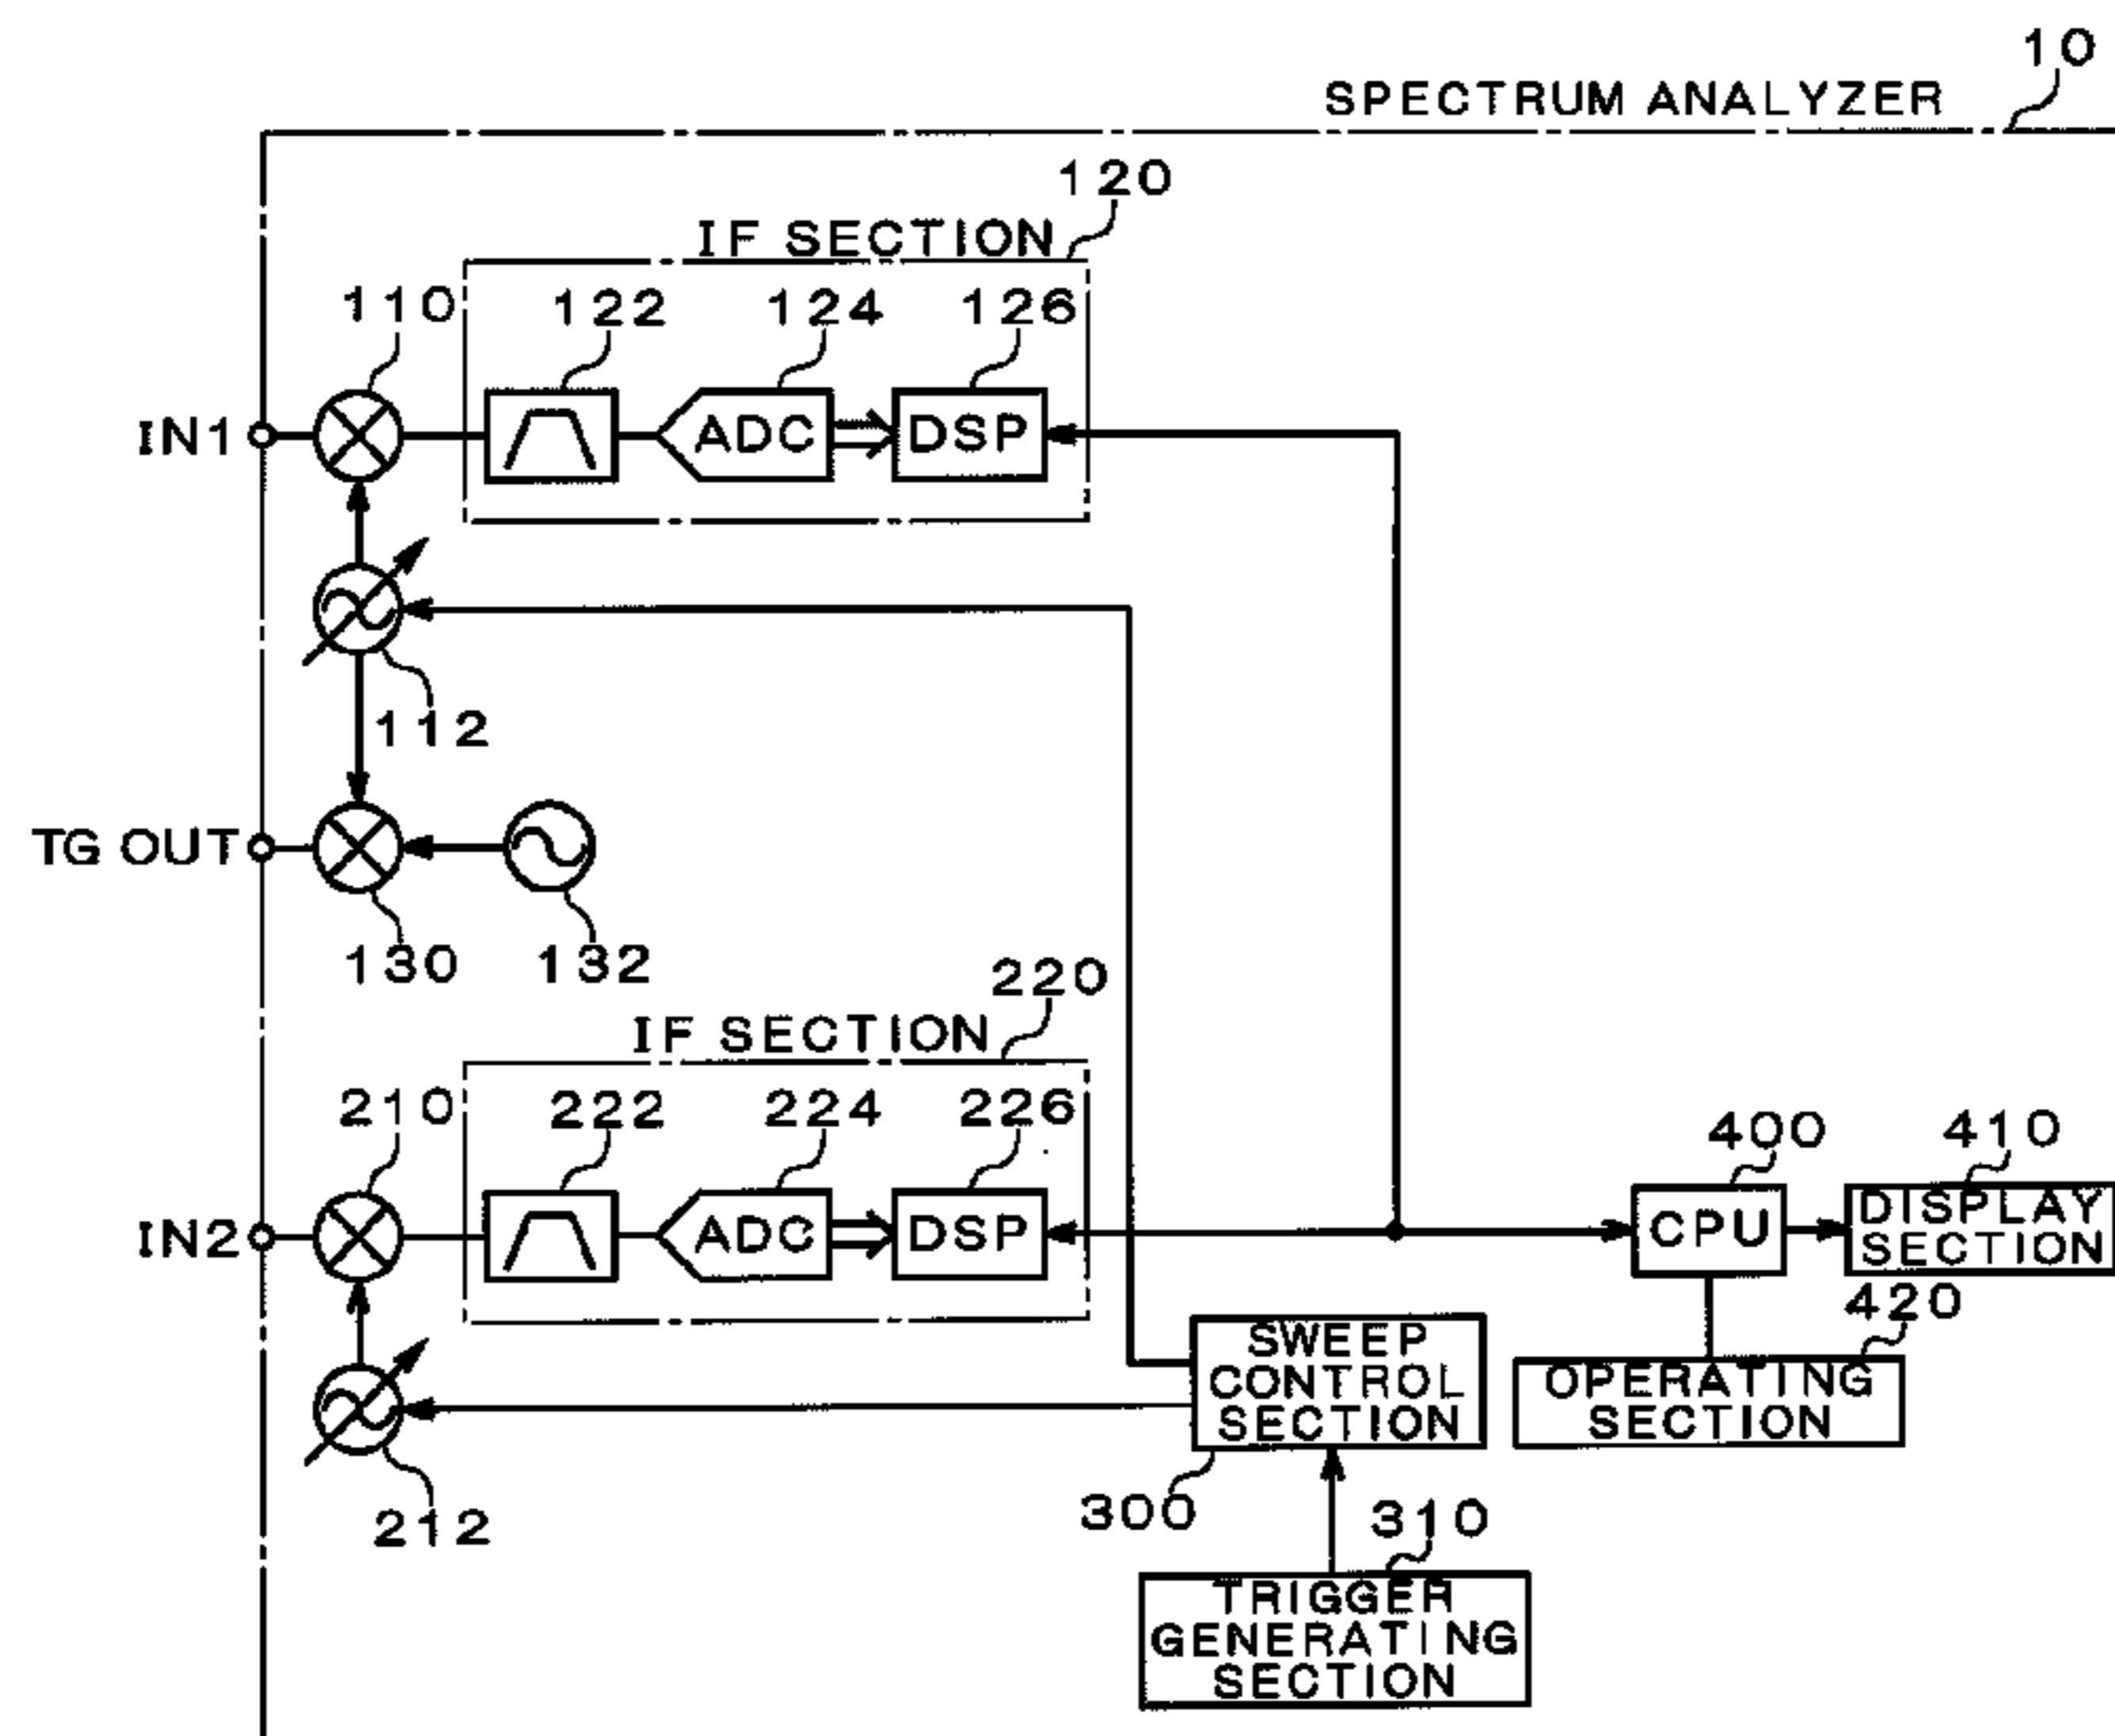 10
SPECTRUM ANALYZER
120
IF SECTION
110
122
124
126
IN1
ADC
DSP
112
TG OUT
130
132
220
IF SECTION
210
222
224
226
400
410
IN2
ADC
DSP
CPU
DISPLAY
SECTION
420
SWEEP
CONTROL
SECTION
OPERATING
SECTION
212
300
310
TRIGGER
GENERATING
SECTION